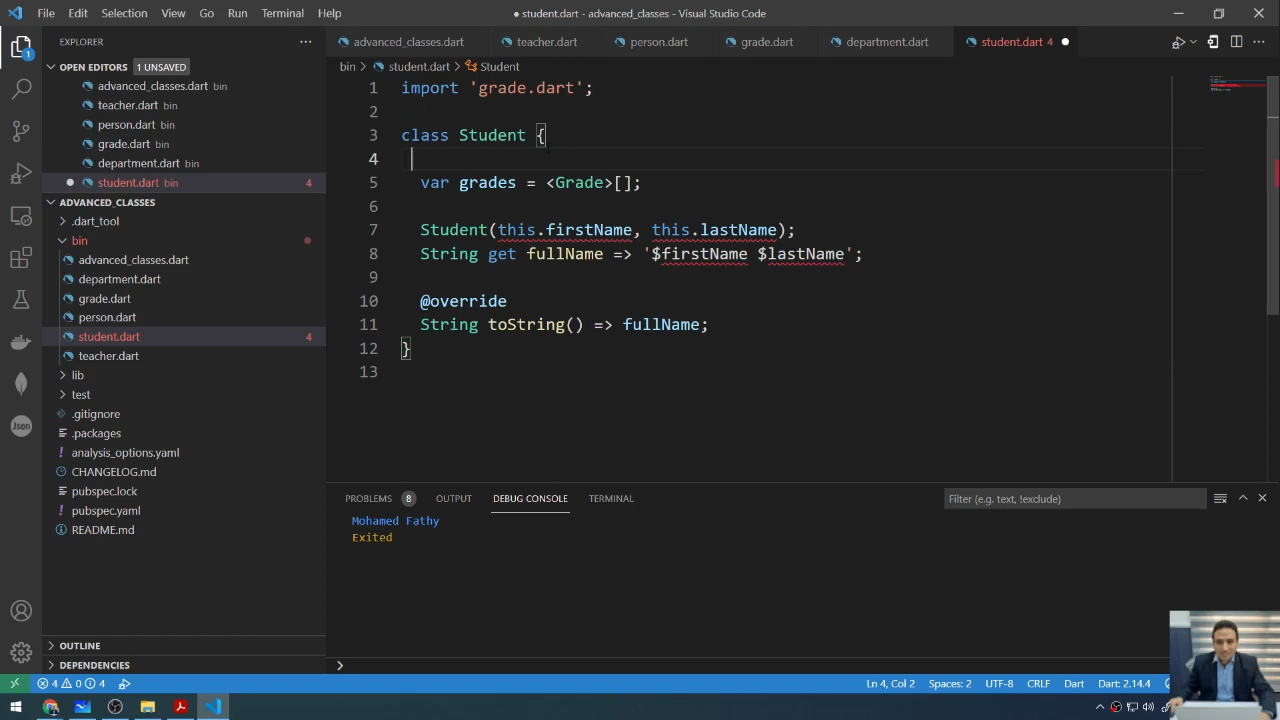 File Edit Selection View Go Run Terminal Help
● student.dart - advanced_classes - Visual Studio Code
EXPLORER
advanced_classes.dart teacher.dart person.dart grade.dart department.dart student.dart 4
bin > student.dart > Student
OPEN EDITORS 1 UNSAVED
advanced_classes.dart bin
teacher.dart bin
person.dart bin
grade.dart bin
department.dart bin
student.dart bin 4
ADVANCED_CLASSES
.dart_tool
bin
advanced_classes.dart
department.dart
grade.dart
person.dart
student.dart 4
teacher.dart
lib
test
.gitignore
.packages
analysis_options.yaml
CHANGELOG.md
pubspec.lock
pubspec.yaml
README.md
OUTLINE
DEPENDENCIES
1 import 'grade.dart';
2
3 class Student {
4
5 var grades = <Grade>[];
6
7 Student(this.firstName, this.lastName);
8 String get fullName => '$firstName $lastName';
9
10 @override
11 String toString() => fullName;
12 }
13
PROBLEMS 8 OUTPUT DEBUG CONSOLE TERMINAL
Filter (e.g. text, !exclude)
Mohamed Fathy
Exited
4 0 4
Ln 4, Col 2 Spaces: 2 UTF-8 CRLF Dart Dart: 2.14.4
1
Json